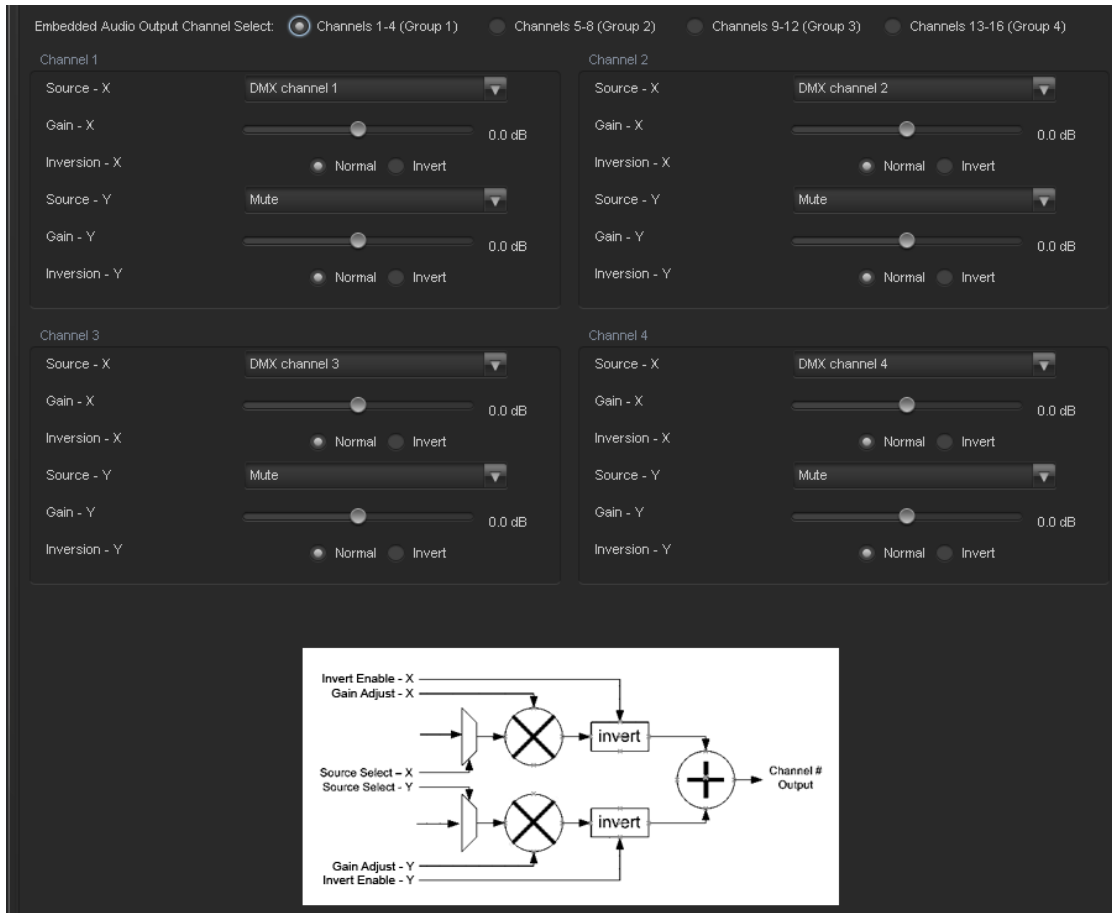 Embedded Audio Output Channel Select: Channels 1-4 (Group 1) Channels 5-8 (Group 2) Channels 9-12 (Group 3) Channels 13-16 (Group 4)
Channel 1
Source - X DMX channel 1
Gain - X 0.0 dB
Inversion - X Normal Invert
Source - Y Mute
Gain - Y 0.0 dB
Inversion - Y Normal Invert
Channel 2
Source - X DMX channel 2
Gain - X 0.0 dB
Inversion - X Normal Invert
Source - Y Mute
Gain - Y 0.0 dB
Inversion - Y Normal Invert
Channel 3
Source - X DMX channel 3
Gain - X 0.0 dB
Inversion - X Normal Invert
Source - Y Mute
Gain - Y 0.0 dB
Inversion - Y Normal Invert
Channel 4
Source - X DMX channel 4
Gain - X 0.0 dB
Inversion - X Normal Invert
Source - Y Mute
Gain - Y 0.0 dB
Inversion - Y Normal Invert
Invert Enable - X
Gain Adjust - X
invert
Source Select – X
Source Select - Y
Channel #
Output
invert
Gain Adjust - Y
Invert Enable - Y